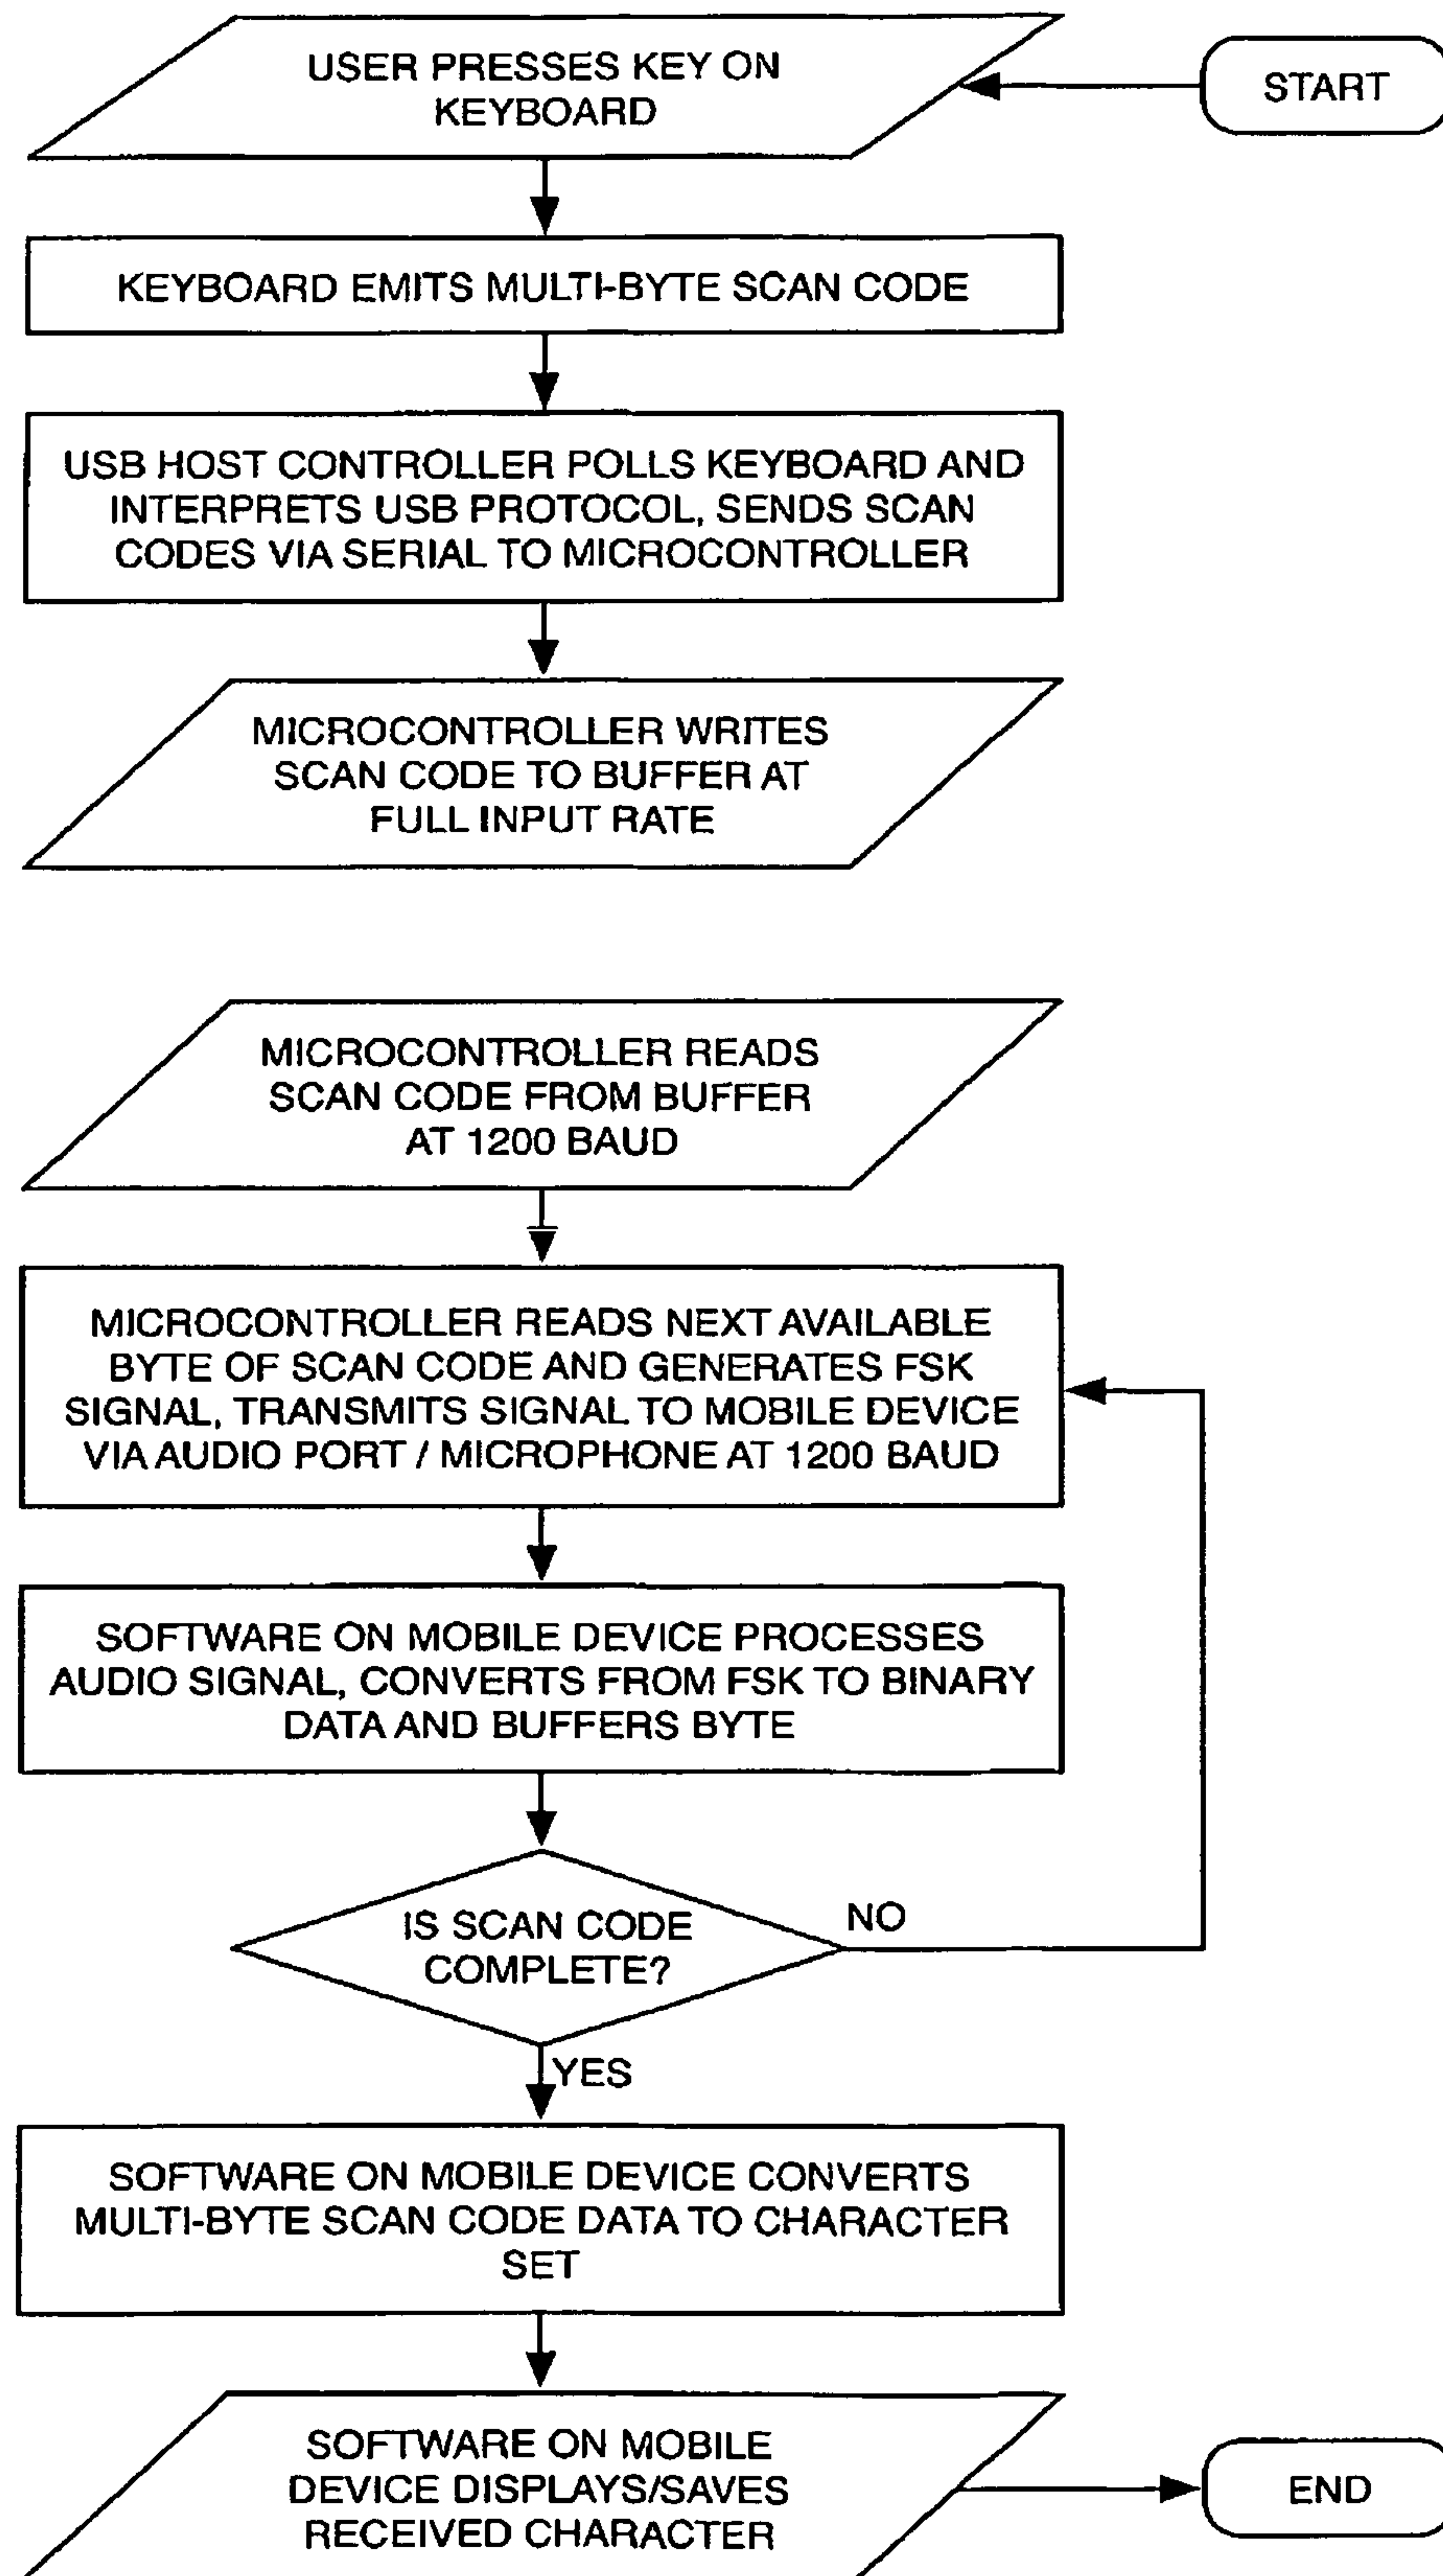 USER PRESSES KEY ON
KEYBOARD
START
KEYBOARD EMITS MULTI-BYTE SCAN CODE
USB HOST CONTROLLER POLLS KEYBOARD AND
INTERPRETS USB PROTOCOL, SENDS SCAN
CODES VIA SERIAL TO MICROCONTROLLER
MICROCONTROLLER WRITES
SCAN CODE TO BUFFER AT
FULL INPUT RATE
MICROCONTROLLER READS
SCAN CODE FROM BUFFER
AT 1200 BAUD
MICROCONTROLLER READS NEXT AVAILABLE
BYTE OF SCAN CODE AND GENERATES FSK
SIGNAL, TRANSMITS SIGNAL TO MOBILE DEVICE
VIA AUDIO PORT / MICROPHONE AT 1200 BAUD
SOFTWARE ON MOBILE DEVICE PROCESSES
AUDIO SIGNAL, CONVERTS FROM FSK TO BINARY
DATA AND BUFFERS BYTE
IS SCAN CODE
COMPLETE?
NO
YES
SOFTWARE ON MOBILE DEVICE CONVERTS
MULTI-BYTE SCAN CODE DATA TO CHARACTER
SET
SOFTWARE ON MOBILE
DEVICE DISPLAYS/SAVES
RECEIVED CHARACTER
END